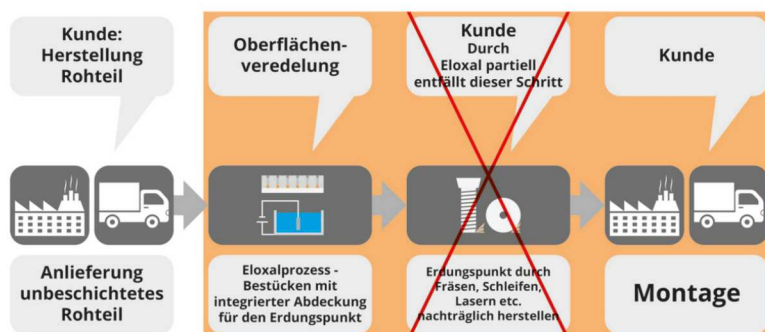 Kunde:
Herstellung
Rohteil
Anlieferung
unbeschichtetes
Rohteil
Oberflächen-
veredelung
Eloxalprozess -
Bestücken mit
integrierter Abdeckung
für den Erdungspunkt
Kunde
Durch
Eloxal partiell
entfällt dieser Schritt
Erdungspunkt durch
Fräsen, Schleifen,
Lasern etc.
nachträglich herstellen
Kunde
Montage